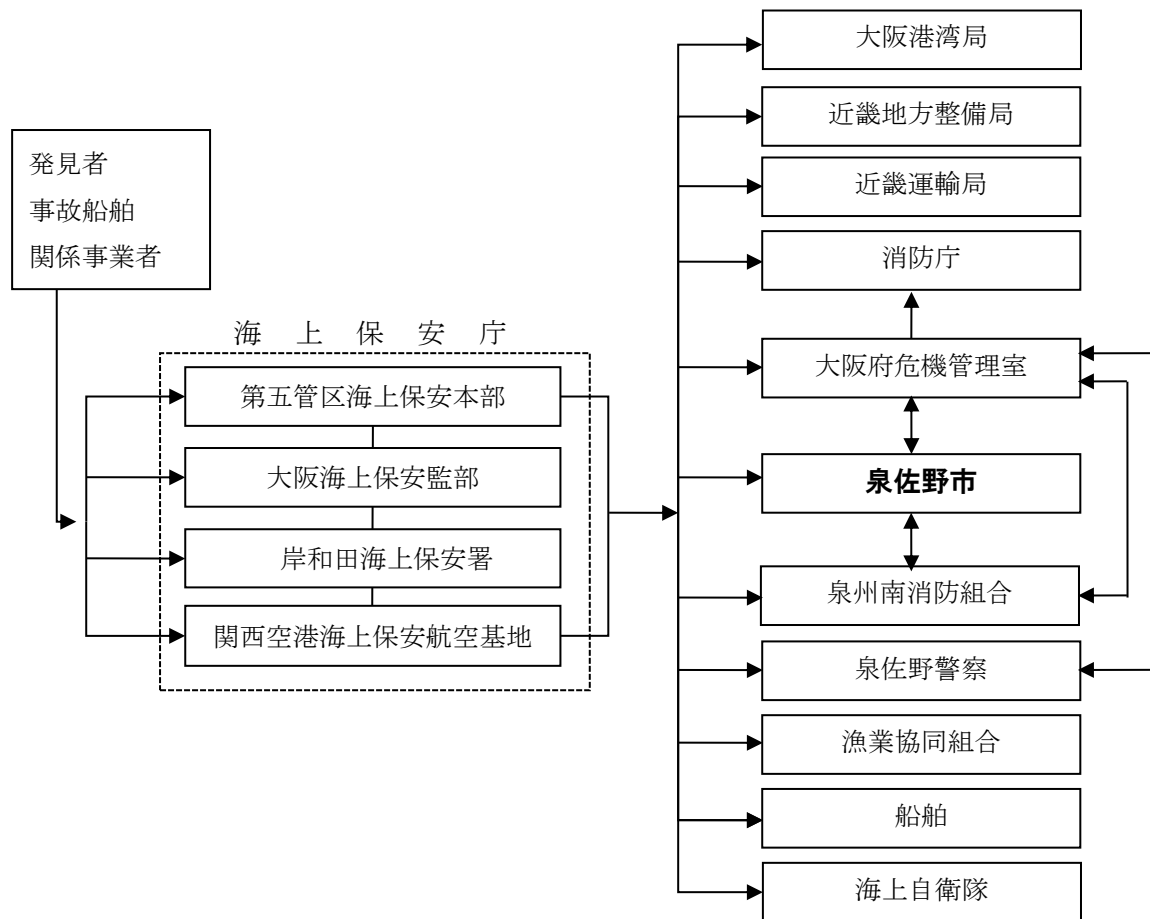 発見者
事故船舶
関係事業者
海上保安庁
第五管区海上保安本部
大阪海上保安監部
岸和田海上保安署
関西空港海上保安航空基地
大阪港湾局
近畿地方整備局
近畿運輸局
消防庁
大阪府危機管理室
泉佐野市
泉州南消防組合
泉佐野警察
漁業協同組合
船舶
海上自衛隊